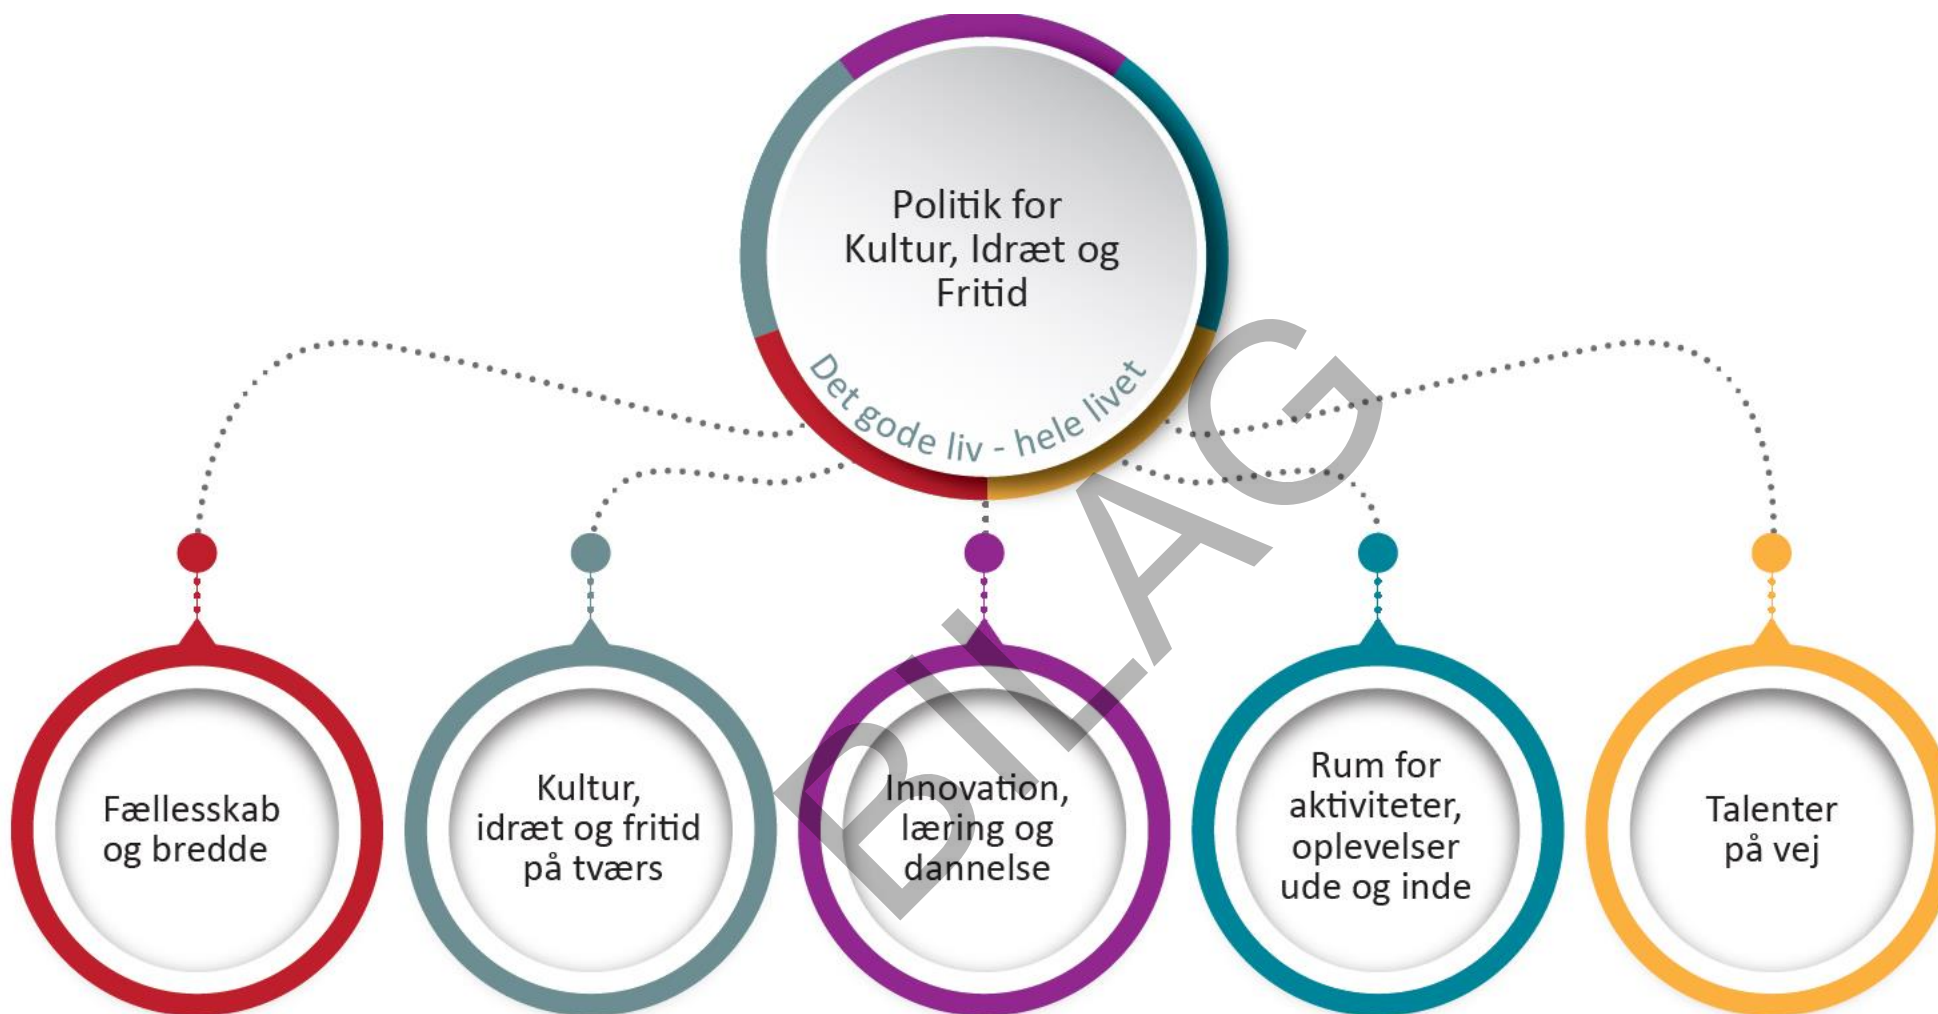 Politik for
Kultur, Idræt og
Fritid
Det gode liv - hele livet
Fællesskab
og bredde
Kultur,
idræt og fritid
på tværs
Innovation,
læring og
dannelse
Rum for
aktiviteter,
oplevelser
ude og inde
Talenter
på vej
BILAG